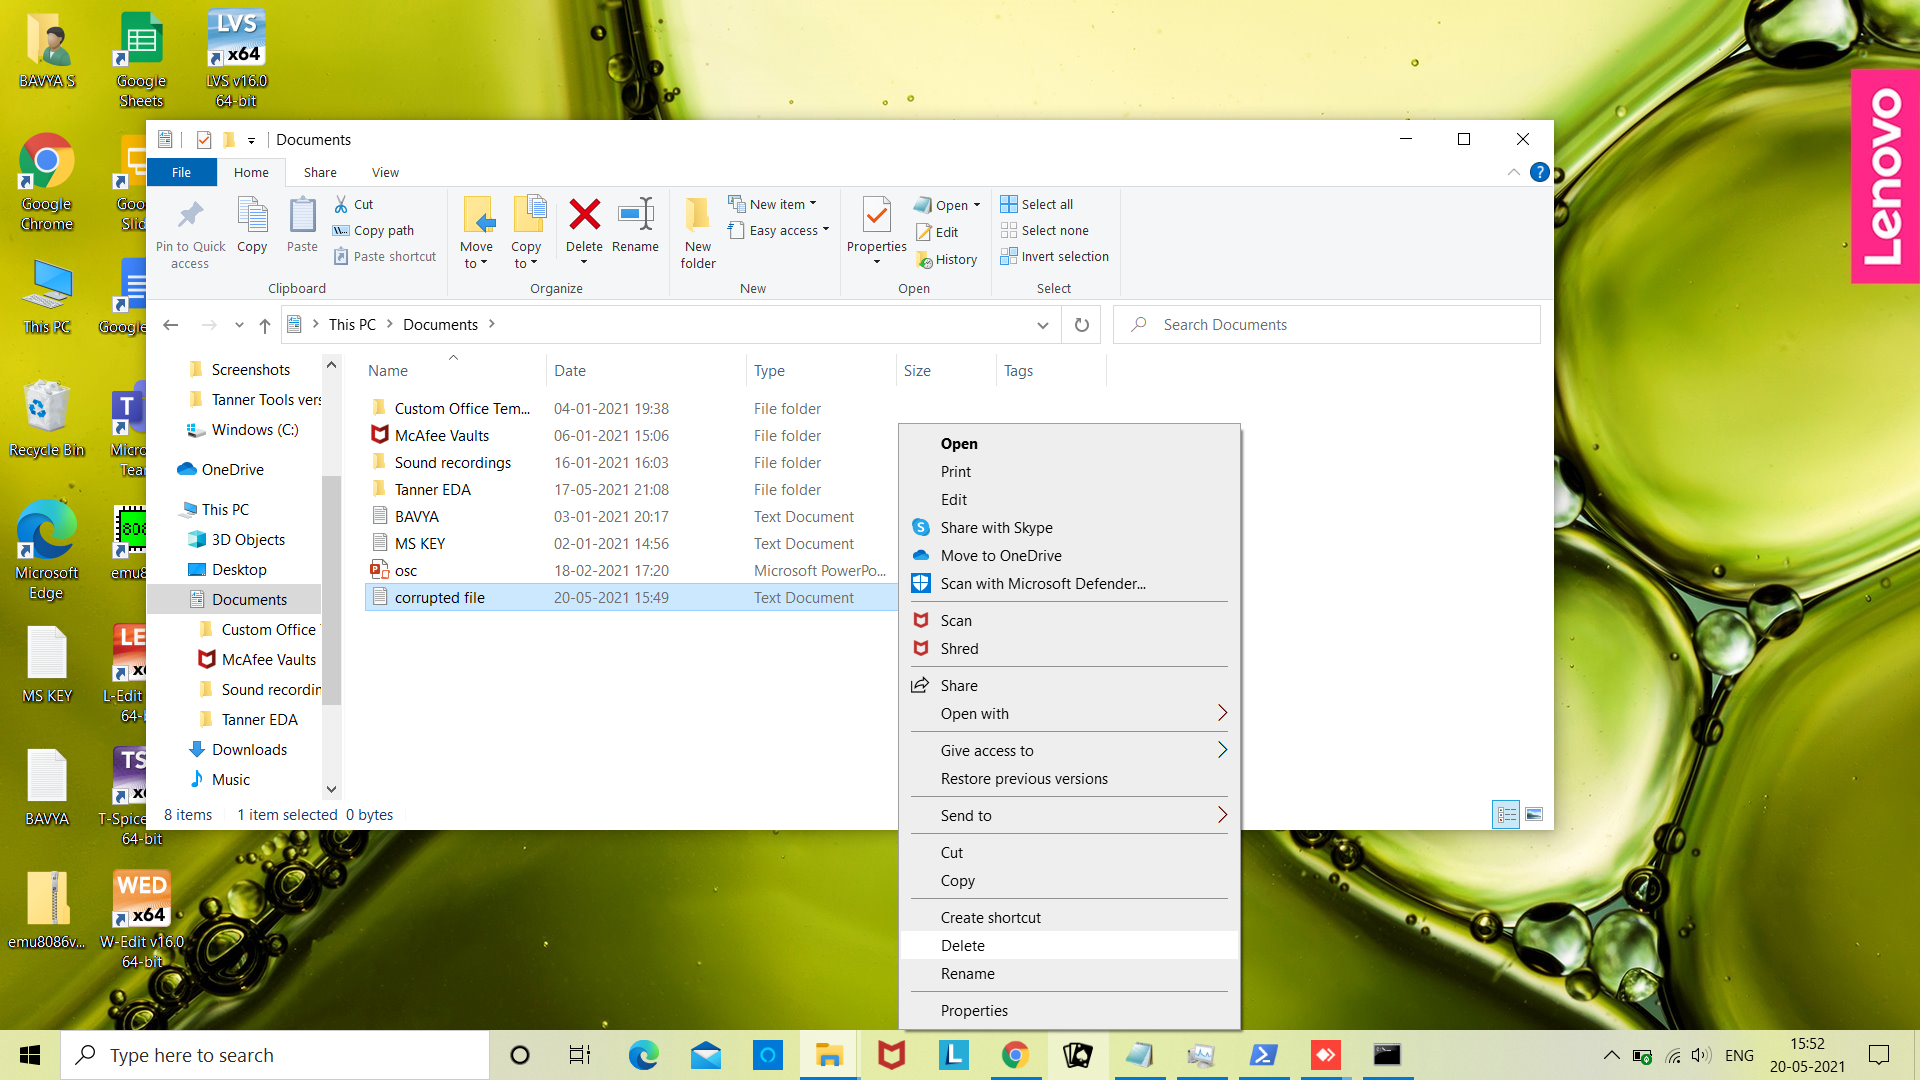 BAVYA S
Google
Sheets
LVS
x64
LVS v16.0
64-bit
Lenovo
Documents
File
Home
Share
View
Google
Chrome
Goo
Slid
This PC
Google
Recycle Bin
Micro
Tea
Microsoft
Edge
808
emu8
MS KEY
LE
x
L-Edit
64-b
BAVYA
TS
x
T-Spice
64-bit
emu8086v...
WED
x64
W-Edit v16.0
64-bit
Pin to Quick
access
Copy
Paste
Cut
Copy path
Paste shortcut
Clipboard
Move
to
Copy
to
Delete
Rename
Organize
New
folder
New item
Easy access
New
Properties
Open
Edit
History
Open
Select all
Select none
Invert selection
Select
This PC
Documents
Search Documents
Screenshots
Tanner Tools vers
Windows (C:)
OneDrive
This PC
3D Objects
Desktop
Documents
Custom Office T
McAfee Vaults
Sound recordin
Tanner EDA
Downloads
Music
Name Date Type Size Tags
Custom Office Tem... 04-01-2021 19:38 File folder
McAfee Vaults 06-01-2021 15:06 File folder
Sound recordings 16-01-2021 16:03 File folder
Tanner EDA 17-05-2021 21:08 File folder
BAVYA 03-01-2021 20:17 Text Document
MS KEY 02-01-2021 14:56 Text Document
osc 18-02-2021 17:20 Microsoft PowerPo...
corrupted file 20-05-2021 15:49 Text Document
8 items 1 item selected 0 bytes
Open
Print
Edit
Share with Skype
Move to OneDrive
Scan with Microsoft Defender...
Scan
Shred
Share
Open with
Give access to
Restore previous versions
Send to
Cut
Copy
Create shortcut
Delete
Rename
Properties
Type here to search
L
ENG
15:52
20-05-2021